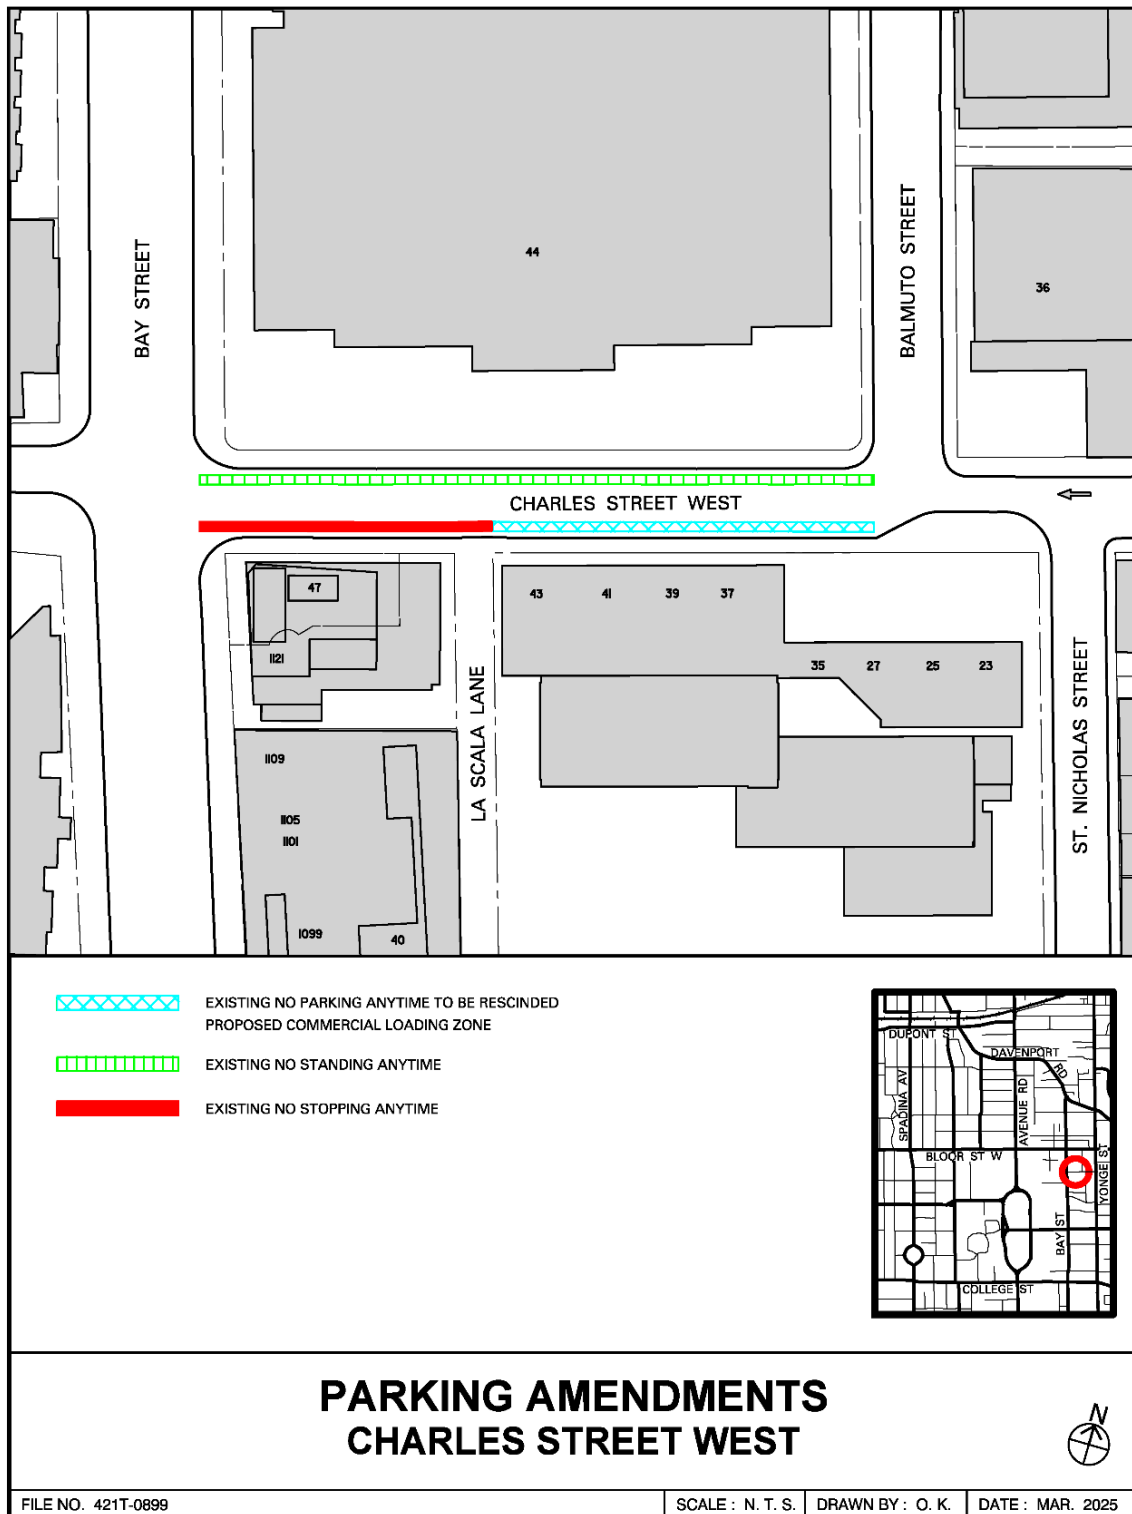 BAY STREET
BALMUTO STREET
44
36
CHARLES STREET WEST
47
1121
43
41
39
37
35
27
25
23
LA SCALA LANE
ST. NICHOLAS STREET
1109
1105
1101
1099
40
EXISTING NO PARKING ANYTIME TO BE RESCINDED
PROPOSED COMMERCIAL LOADING ZONE
EXISTING NO STANDING ANYTIME
EXISTING NO STOPPING ANYTIME
DUPONT ST
DAVENPORT RD
SPADINA AV
AVENUE RD
BLOOR ST W
YONGE ST
BAY ST
COLLEGE ST
PARKING AMENDMENTS
CHARLES STREET WEST
N
FILE NO. 421T-0899
SCALE : N. T. S.
DRAWN BY : O. K.
DATE : MAR. 2025